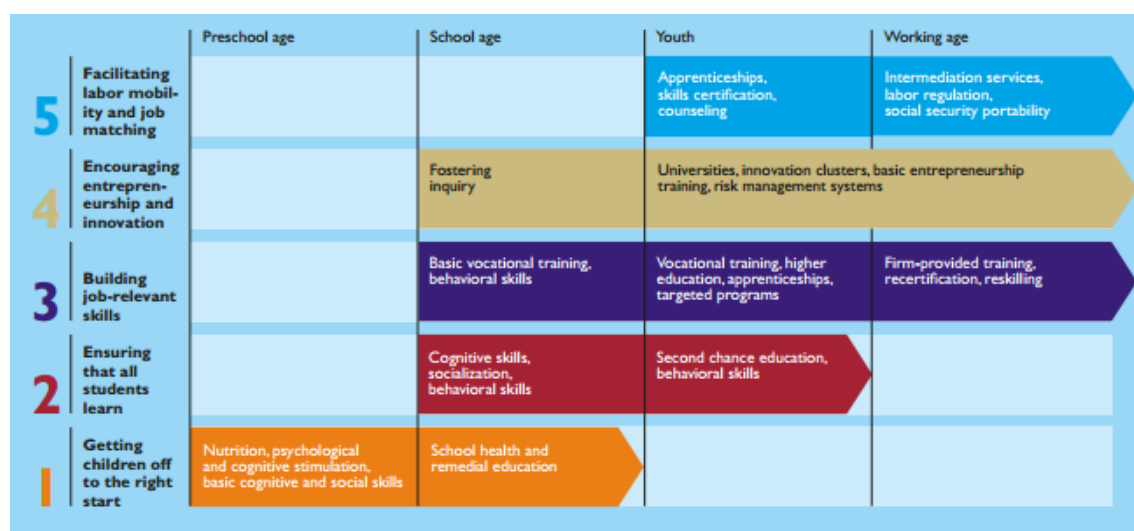 Preschool age
School age
Youth
Working age
5
Facilitating
labor mobil-
ity and job
matching
Apprenticeships,
skills certification,
counseling
Intermediation services,
labor regulation,
social security portability
4
Encouraging
entrepren-
eurship and
innovation
Fostering
inquiry
Universities, innovation clusters, basic entrepreneurship
training, risk management systems
3
Building
job-relevant
skills
Basic vocational training,
behavioral skills
Vocational training, higher
education, apprenticeships,
targeted programs
Firm-provided training,
recertification, reskilling
2
Ensuring
that all
students
learn
Cognitive skills,
socialization,
behavioral skills
Second chance education,
behavioral skills
1
Getting
children off
to the right
start
Nutrition, psychological
and cognitive stimulation,
basic cognitive and social skills
School health and
remedial education